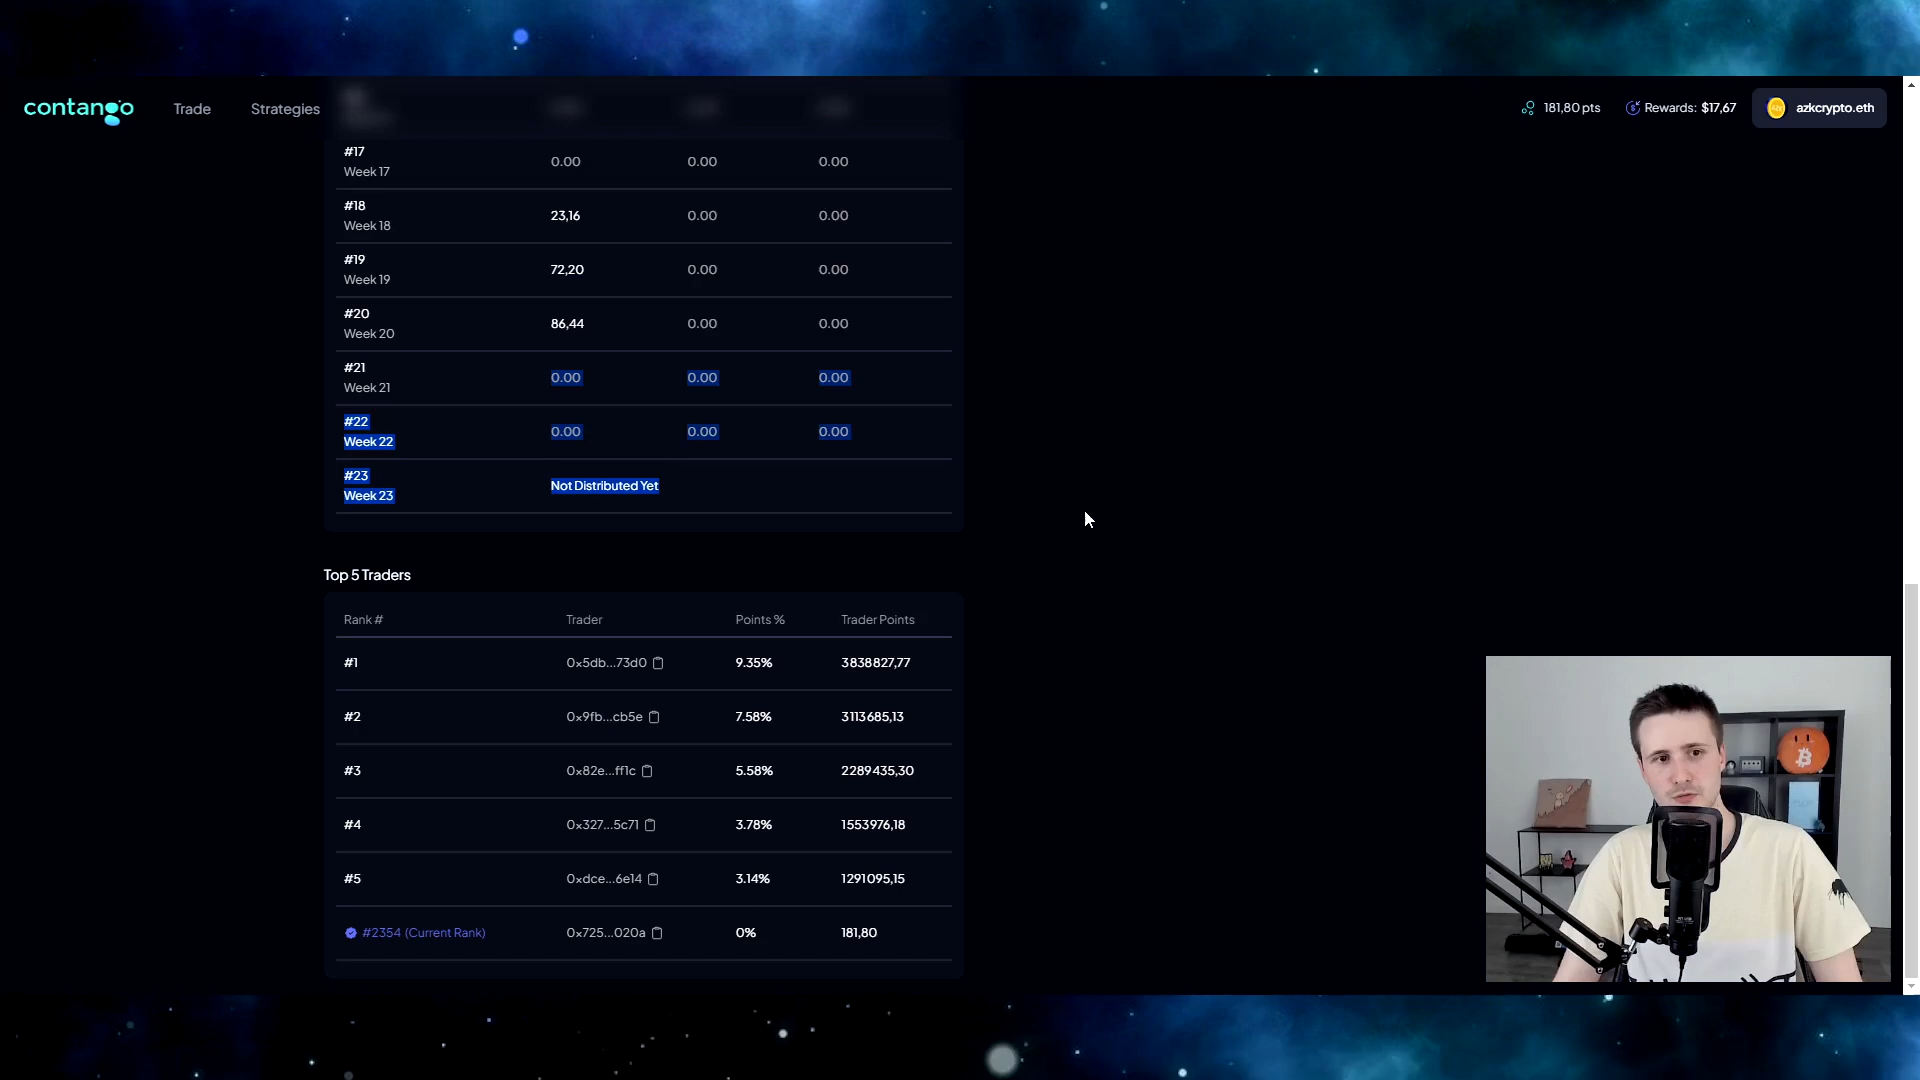 contango Trade Strategies 181,80 pts Rewards: $17,67 azkcrypto.eth
#17
Week 17 0.00 0.00 0.00
#18
Week 18 23,16 0.00 0.00
#19
Week 19 72,20 0.00 0.00
#20
Week 20 86,44 0.00 0.00
#21
Week 21 0.00 0.00 0.00
#22
Week 22 0.00 0.00 0.00
#23
Week 23 Not Distributed Yet
Top 5 Traders
Rank # Trader Points % Trader Points
#1 0x5db...73d0 9.35% 3838827,77
#2 0x9fb...cb5e 7.58% 3113685,13
#3 0x82e...ff1c 5.58% 2289435,30
#4 0x327...5c71 3.78% 1553976,18
#5 0xdce...6e14 3.14% 1291095,15
#2354 (Current Rank) 0x725...020a 0% 181,80